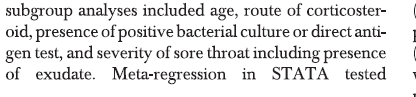 subgroup analyses included age, route of corticoster-
oid, presence of positive bacterial culture or direct anti-
gen test, and severity of sore throat including presence
of exudate. Meta-regression in STATA tested